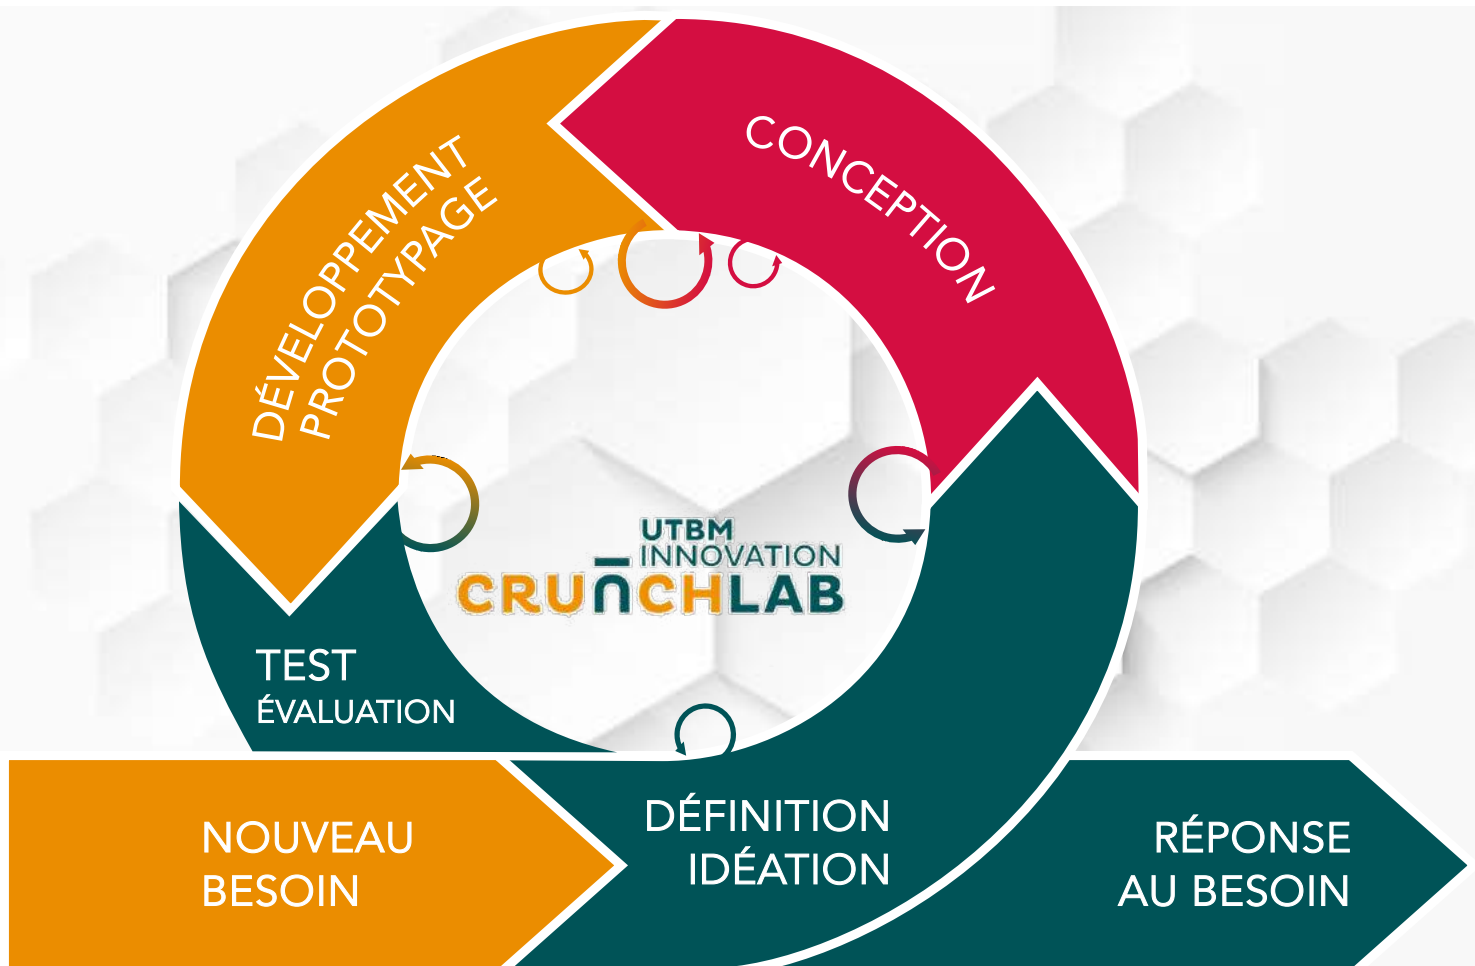 CONCEPTION
DÉVELOPPEMENT
PROTOTYPAGE
UTBM
INNOVATION
CRUNCHLAB
TEST
ÉVALUATION
NOUVEAU
BESOIN
DÉFINITION
IDÉATION
RÉPONSE
AU BESOIN